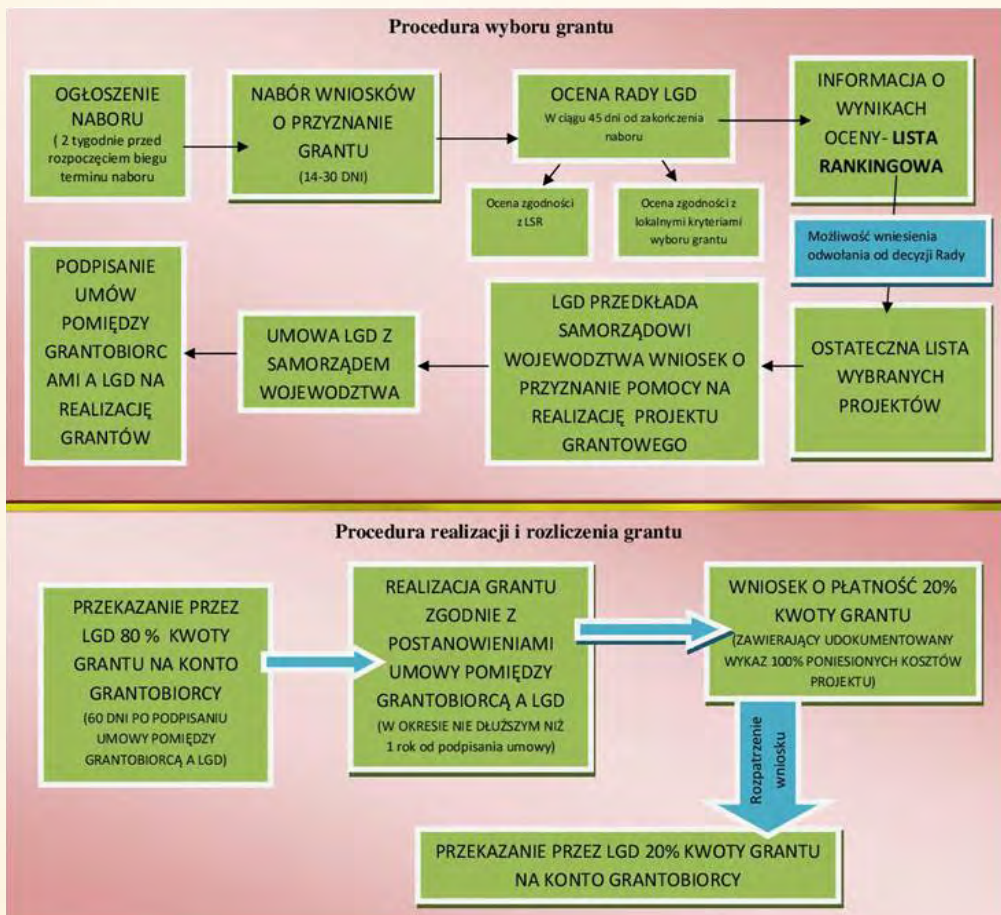 Procedura wyboru grantu
OGŁOSZENIE
NABORU
( 2 tygodnie przed
rozpoczęciem biegu
terminu naboru
NABÓR WNIOSKÓW
O PRZYZNANIE
GRANTU
(14-30 DNI)
OCENA RADY LGD
W ciągu 45 dni od zakończenia
naboru
INFORMACJA O
WYNIKACH
OCENY- LISTA
RANKINGOWA
Ocena zgodności
z LSR
Ocena zgodności z
lokalnymi kryteriami
wyboru grantu
Możliwość wniesienia
odwołania od decyzji Rady
OSTATECZNA LISTA
WYBRANYCH
PROJEKTÓW
LGD PRZEDKŁADA
SAMORZĄDOWI
WOJEWODZTWA WNIOSEK O
PRZYZNANIE POMOCY NA
REALIZACJĘ PROJEKTU
GRANTOWEGO
UMOWA LGD Z
SAMORZĄDEM
WOJEWODZTWA
PODPISANIE
UMÓW
POMIĘDZY
GRANTOBIORC
AMI A LGD NA
REALIZACJĘ
GRANTÓW
Procedura realizacji i rozliczenia grantu
PRZEKAZANIE PRZEZ
LGD 80 % KWOTY
GRANTU NA KONTO
GRANTOBIORCY
(60 DNI PO PODPISANIU
UMOWY POMIĘDZY
GRANTOBIORCĄ A LGD)
REALIZACJA GRANTU
ZGODNIE Z
POSTANOWIENIAMI
UMOWY POMIĘDZY
GRANTOBIORCĄ A LGD
(W OKRESIE NIE DŁUŻSZYM NIŻ
1 rok od podpisania umowy)
WNIOSEK O PŁATNOŚĆ 20%
KWOTY GRANTU
(ZAWIERAJĄCY UDOKUMENTOWANY
WYKAZ 100% PONIESIONYCH KOSZTÓW
PROJEKTU)
Rozpatrzenie
wniosku
PRZEKAZANIE PRZEZ LGD 20% KWOTY GRANTU
NA KONTO GRANTOBIORCY